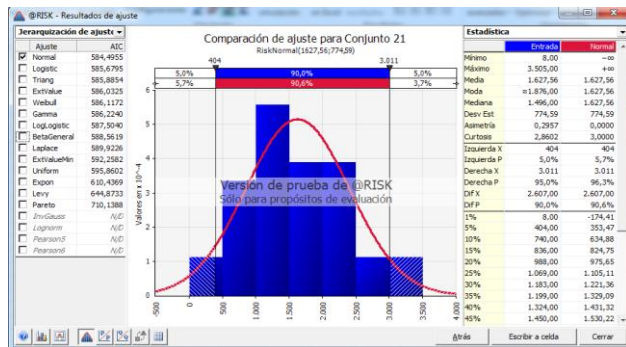 @RISK - Resultados de ajuste
Jerarquización de ajuste
Ajuste AIC
Normal 584,4955
Logistic 585,6795
Triang 585,8854
ExtValue 586,0325
Weibull 586,1172
Gamma 586,2240
LogLogistic 587,5040
BetaGeneral 588,5619
Laplace 589,9226
ExtValueMin 592,2582
Uniform 595,8602
Expon 610,4369
Levy 644,8733
Pareto 710,1388
InvGauss N/D
Lognorm N/D
Pearson5 N/D
Pearson6 N/D
Comparación de ajuste para Conjunto 21
RiskNormal(1627,56;774,59)
404 3.011
5,0% 90,0% 5,0%
5,7% 90,6% 3,7%
Valores en x 10^-4
6
5
4
3
2
1
0
-500 0 500 1.000 1.500 2.000 2.500 3.000 3.500 4.000
Versión de prueba de @RISK
Sólo para propósitos de evaluación
Estadística
Entrada Normal
Mínimo 8,00 -∞
Máximo 3.505,00 +∞
Media 1.627,56 1.627,56
Moda ≈1.876,00 1.627,56
Mediana 1.496,00 1.627,56
Desv Est 774,59 774,59
Asimetría 0,2957 0,0000
Curtosis 2,8602 3,0000
Izquierda X 404 404
Izquierda P 5,0% 5,7%
Derecha X 3.011 3.011
Derecha P 95,0% 96,3%
Dif X 2.607,00 2.607,00
Dif P 90,0% 90,6%
1% 8,00 -174,41
5% 404,00 353,47
10% 740,00 634,88
15% 836,00 824,75
20% 988,00 975,65
25% 1.069,00 1.105,11
30% 1.183,00 1.221,36
35% 1.199,00 1.329,09
40% 1.324,00 1.431,32
45% 1.450,00 1.530,22
Atrás Escribir a celda Cerrar